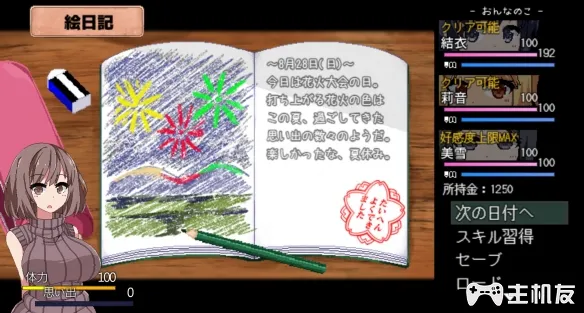 絵日記
～8月28日(日)～
今日は花火大会の日。
打ち上がる花火の色は
この夏、過ごしてきた
思い出の数々のようだ。
楽しかったな、夏休み。
たいへん
よくでき
ました
体力 100
思い出 0
- おんなのこ -
クリア可能
結衣 100
192
クリア可能
莉音 100
100
好感度上限MAX
美雪 100
100
所持金：1250
次の日付へ
スキル習得
セーブ
ロード
主机友